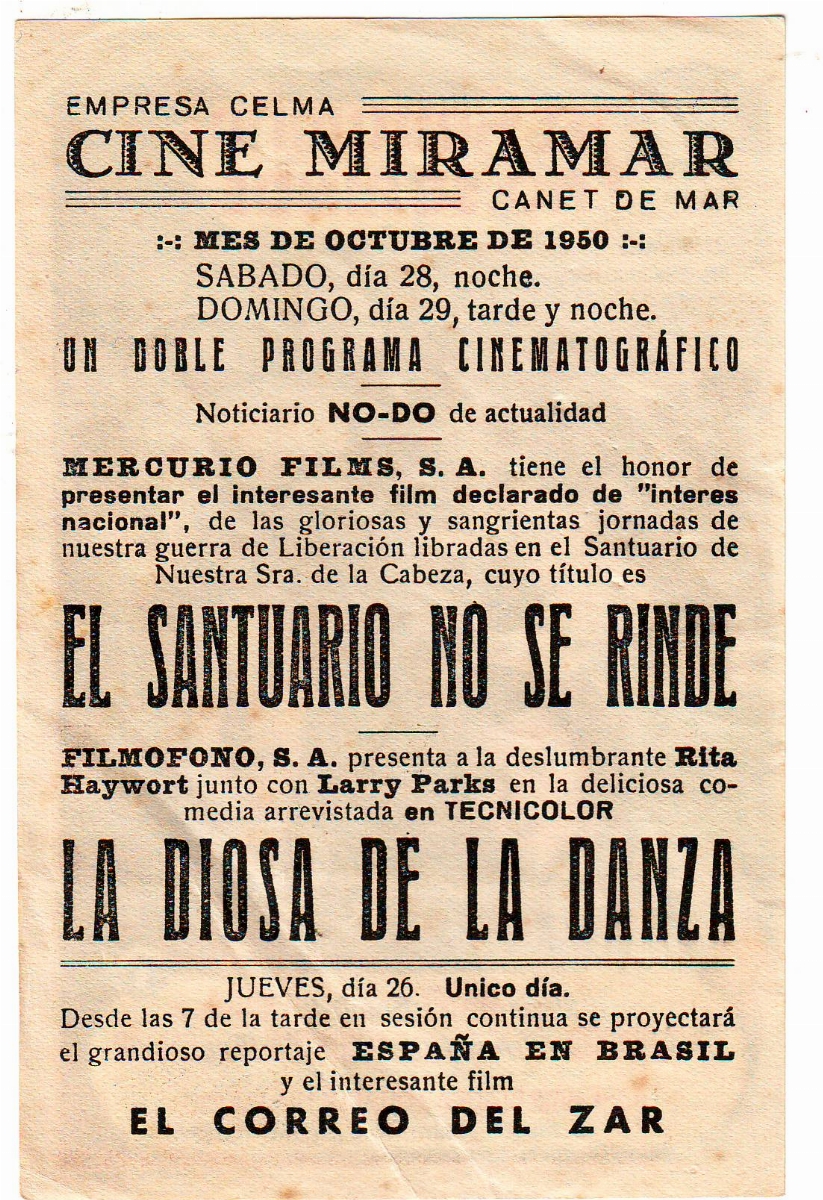 EMPRESA CELMA
CINE MIRAMAR
CANET DE MAR
:-: MES DE OCTUBRE DE 1950 :-:
SABADO, día 28, noche.
DOMINGO, día 29, tarde y noche.
UN DOBLE PROGRAMA CINEMATOGRÁFICO
Noticiario NO-DO de actualidad
MERCURIO FILMS, S. A. tiene el honor de
presentar el interesante film declarado de "interes
nacional", de las gloriosas y sangrientas jornadas de
nuestra guerra de Liberación libradas en el Santuario de
Nuestra Sra. de la Cabeza, cuyo título es
EL SANTUARIO NO SE RINDE
FILMOFONO, S. A. presenta a la deslumbrante Rita
Haywort junto con Larry Parks en la deliciosa co-
media arrevistada en TECNICOLOR
LA DIOSA DE LA DANZA
JUEVES, día 26. Unico día.
Desde las 7 de la tarde en sesión continua se proyectará
el grandioso reportaje ESPAÑA EN BRASIL
y el interesante film
EL CORREO DEL ZAR